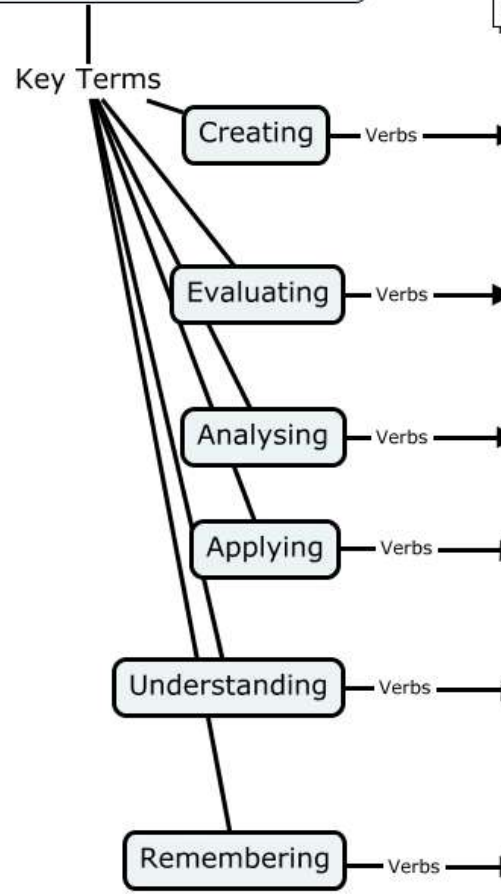 Key Terms
Creating
Verbs
Evaluating
Verbs
Analysing
Verbs
Applying
Verbs
Understanding
Verbs
Remembering
Verbs